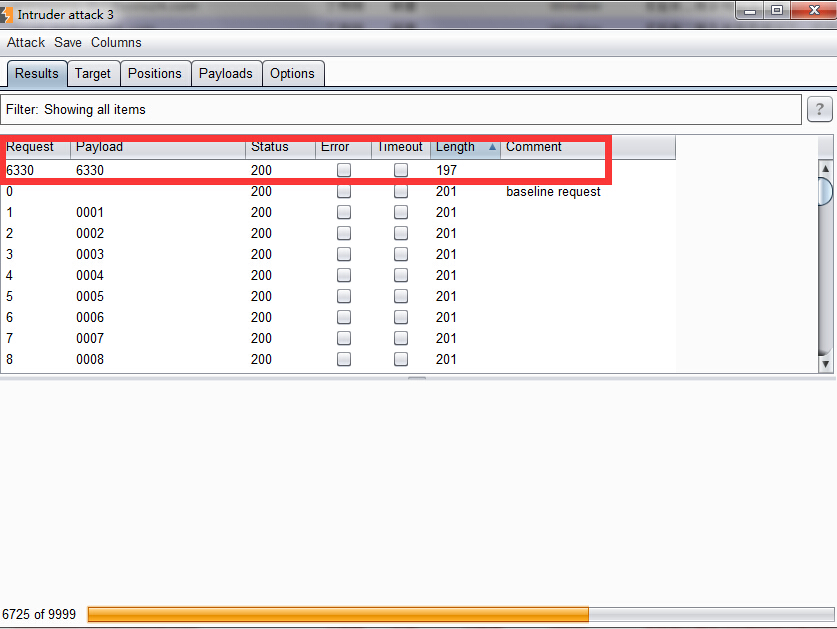 Intruder attack 3
Attack Save Columns
Results Target Positions Payloads Options
Filter: Showing all items
?
Request Payload Status Error Timeout Length Comment
6330 6330 200 197
0 200 201 baseline request
1 0001 200 201
2 0002 200 201
3 0003 200 201
4 0004 200 201
5 0005 200 201
6 0006 200 201
7 0007 200 201
8 0008 200 201
6725 of 9999